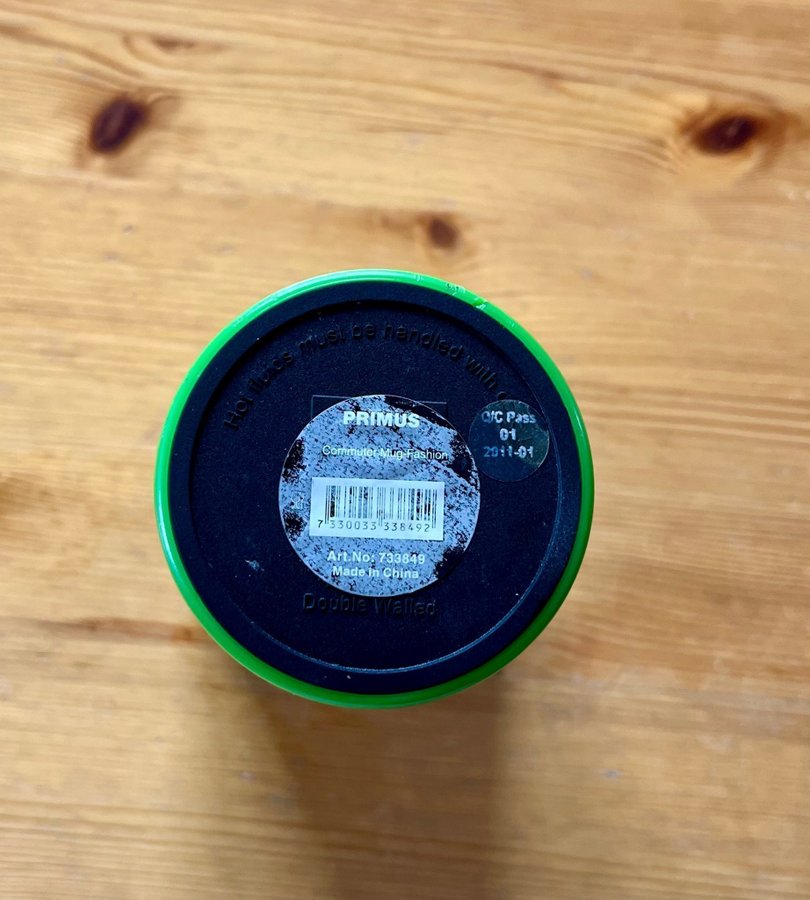 Hot fluids must be handled with
PRIMUS
Commuter Mug-Fashion
7 330033 338492
Art.No: 733849
Made in China
Double Walled
Q/C Pass
01
2011-01